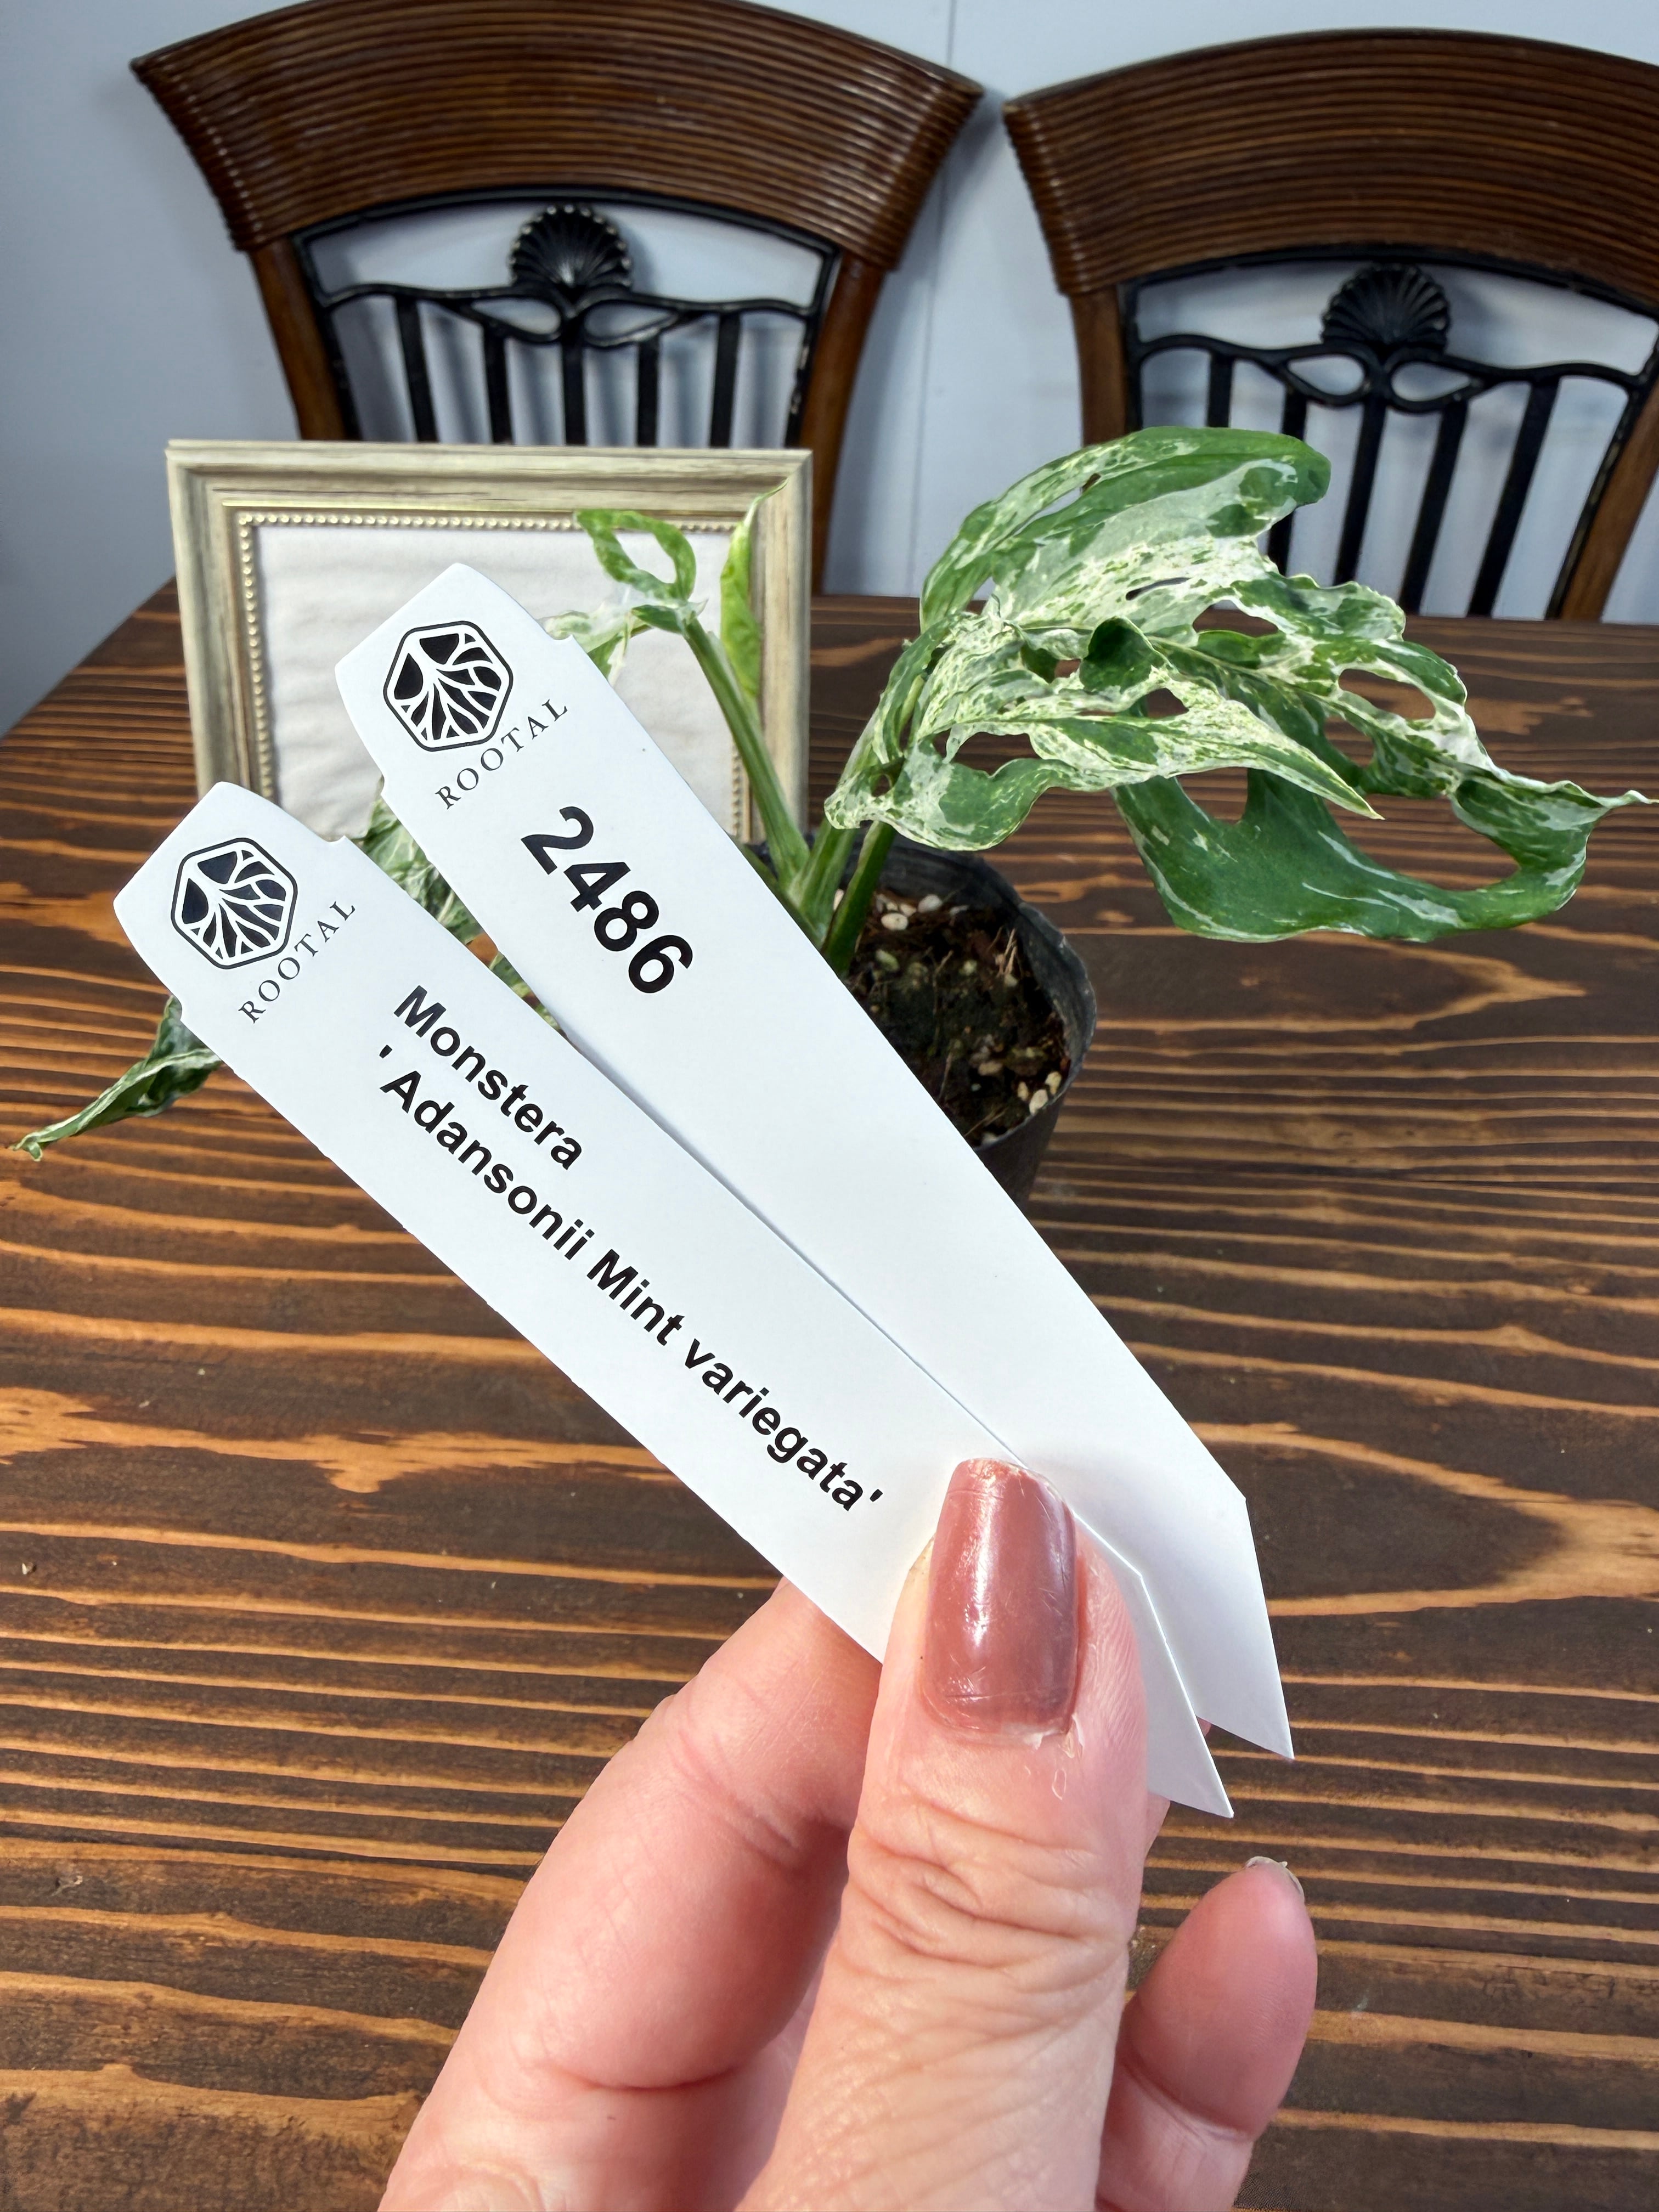 ROOTAL
2486
ROOTAL
Monstera
'Adansonii Mint variegata'